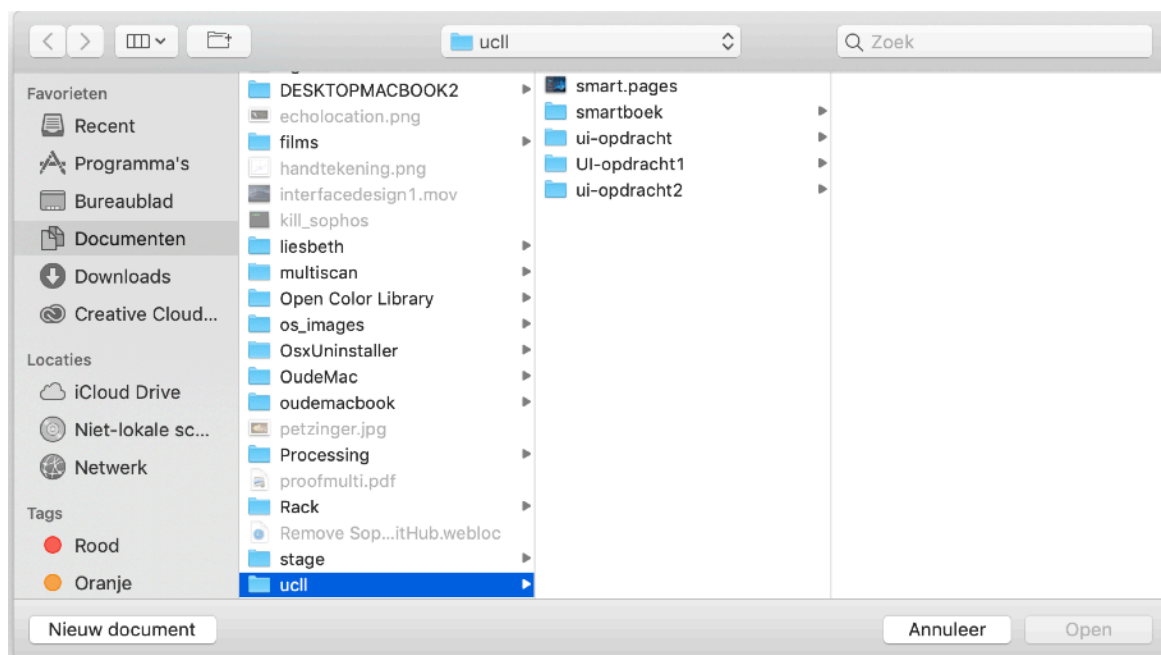 ucll
Zoek
Favorieten
Recent
Programma's
Bureaublad
Documenten
Downloads
Creative Cloud...
Locaties
iCloud Drive
Niet-lokale sc...
Netwerk
Tags
Rood
Oranje
DESKTOPMACBOOK2
echolocation.png
films
handtekening.png
interfacedesign1.mov
kill_sophos
liesbeth
multiscan
Open Color Library
os_images
OsxUninstaller
OudeMac
oudemacbook
petzinger.jpg
Processing
proofmulti.pdf
Rack
Remove Sop...itHub.webloc
stage
ucll
smart.pages
smartboek
ui-opdracht
UI-opdracht1
ui-opdracht2
Nieuw document
Annuleer
Open